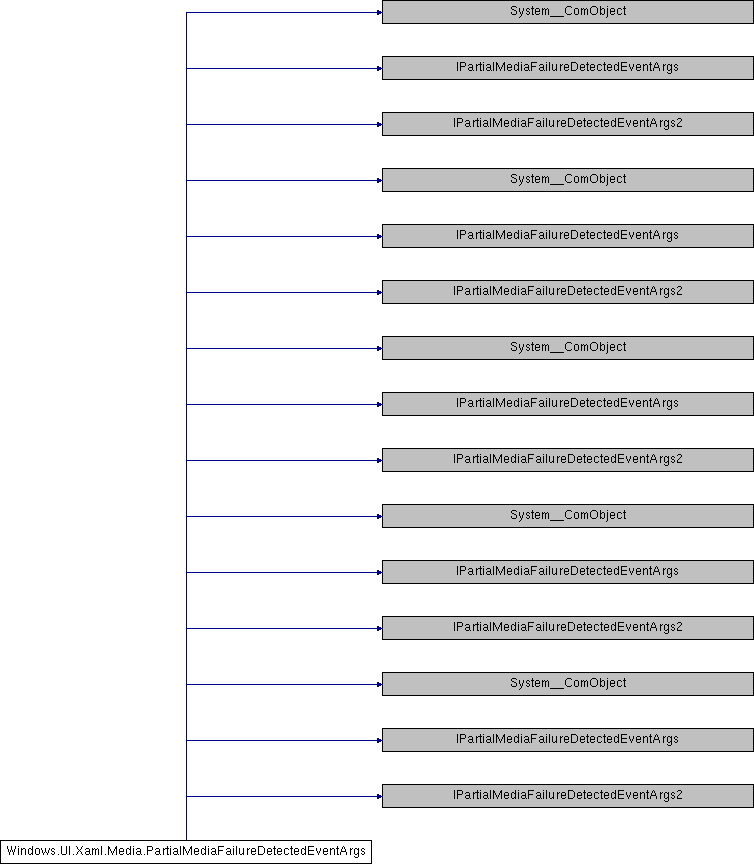 System__ComObject
IPartialMediaFailureDetectedEventArgs
IPartialMediaFailureDetectedEventArgs2
System__ComObject
IPartialMediaFailureDetectedEventArgs
IPartialMediaFailureDetectedEventArgs2
System__ComObject
IPartialMediaFailureDetectedEventArgs
IPartialMediaFailureDetectedEventArgs2
System__ComObject
IPartialMediaFailureDetectedEventArgs
IPartialMediaFailureDetectedEventArgs2
System__ComObject
IPartialMediaFailureDetectedEventArgs
IPartialMediaFailureDetectedEventArgs2
Windows.UI.Xaml.Media.PartialMediaFailureDetectedEventArgs